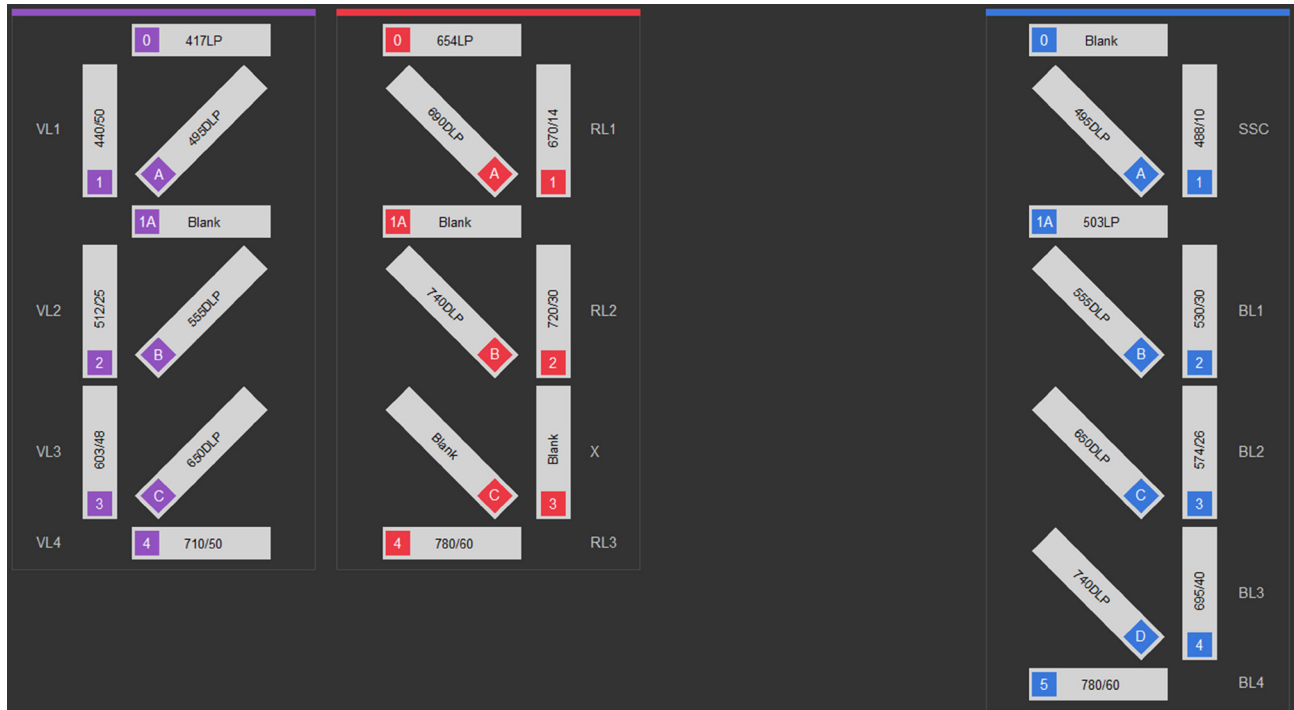 0 417LP
VL1 440/50 1 A 495DLP
1A Blank
VL2 512/25 2 B 555DLP
VL3 603/48 3 C 650DLP
VL4 4 710/50
0 654LP
690DLP A 670/14 1 RL1
1A Blank
740DLP B 720/30 2 RL2
Blank C Blank 3 X
4 780/60 RL3
0 Blank
495DLP A 488/10 1 SSC
1A 503LP
555DLP B 530/30 2 BL1
650DLP C 574/26 3 BL2
740DLP D 695/40 4 BL3
5 780/60 BL4